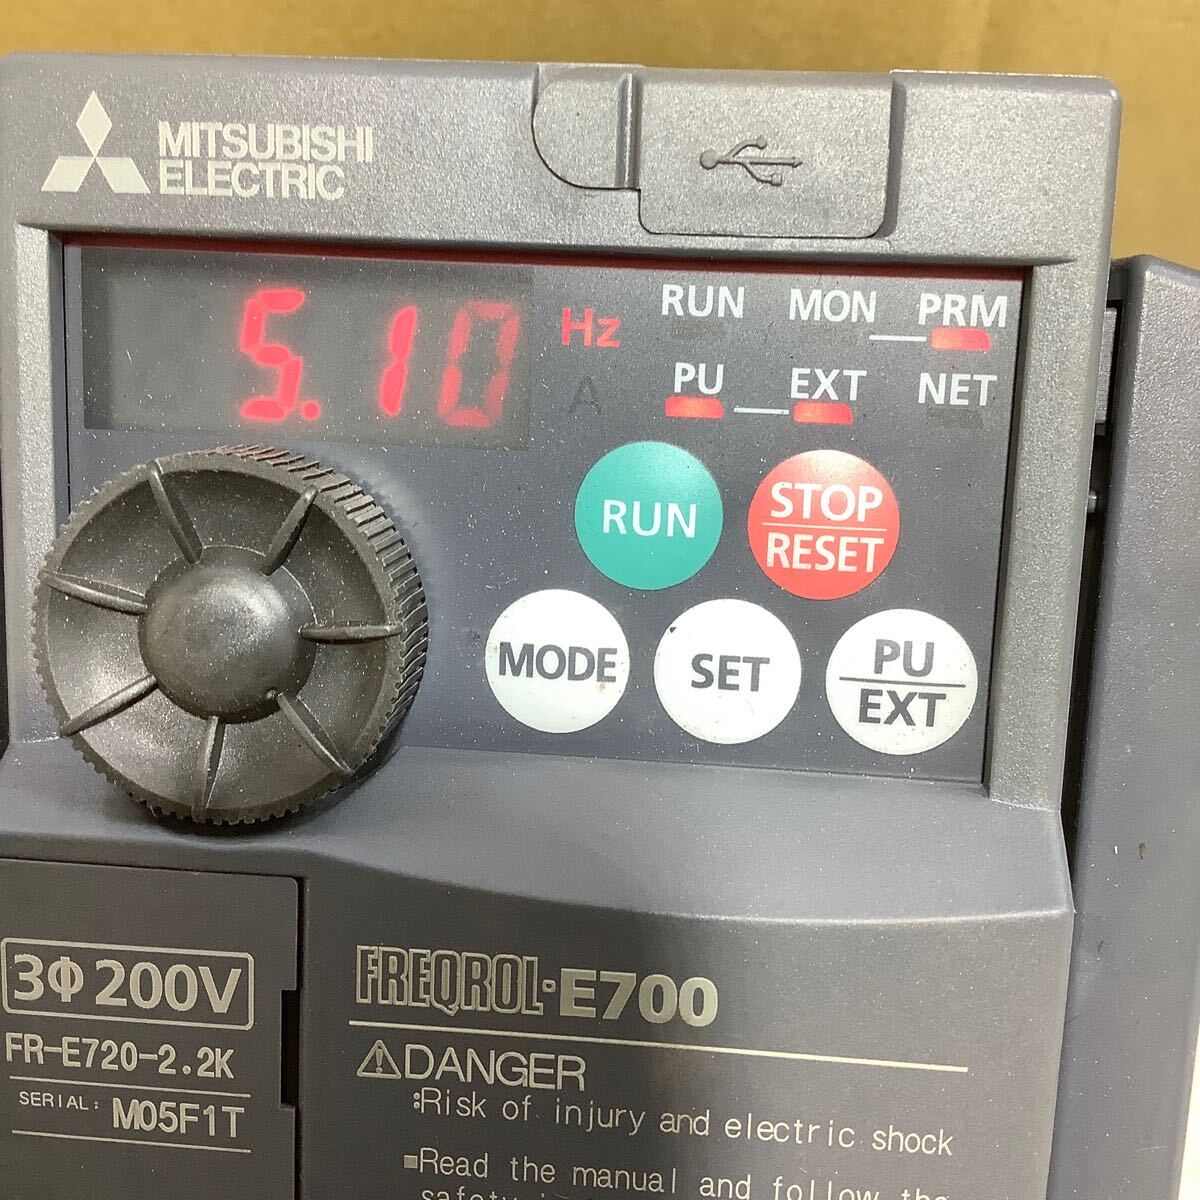 MITSUBISHI
ELECTRIC
5.10
Hz
A
RUN MON PRM
PU EXT NET
RUN
STOP
RESET
MODE
SET
PU
EXT
3Φ200V
FR-E720-2.2K
SERIAL: M05F1T
FREQROL-E700
⚠DANGER
:Risk of injury and electric shock
■Read the manual and follow the
safety